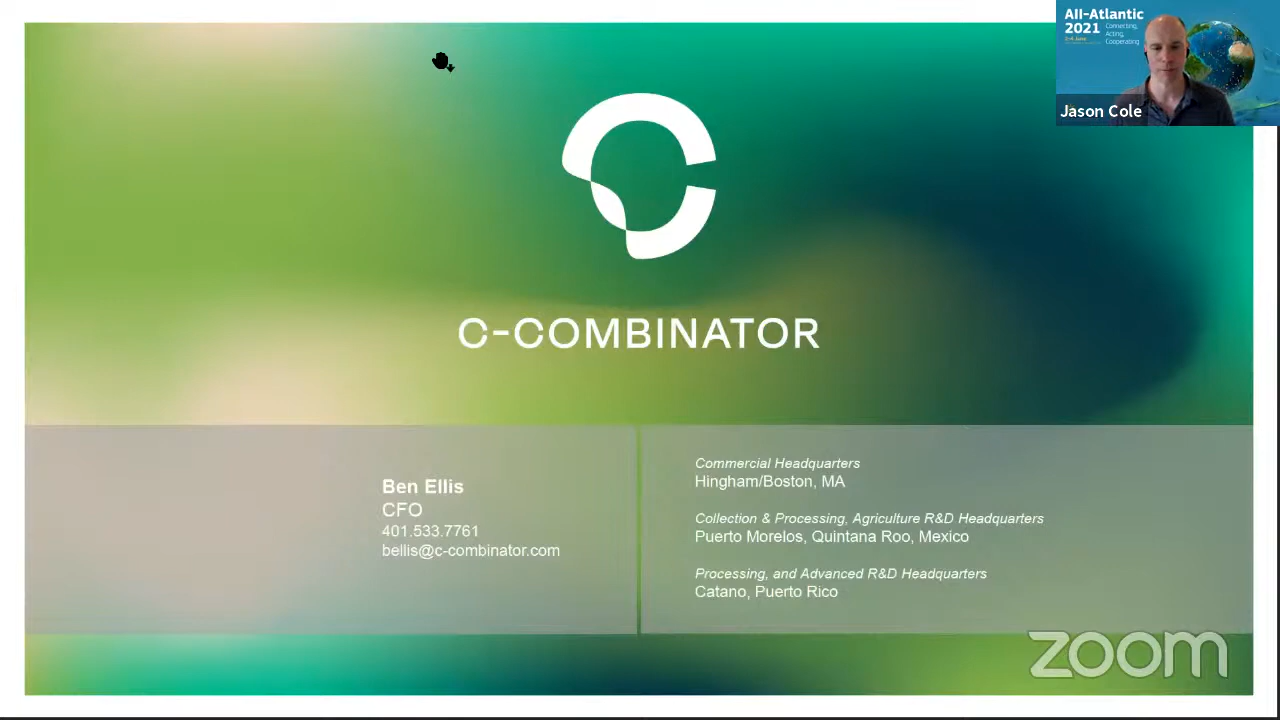 All-Atlantic
2021
Connecting,
Acting,
Cooperating
Jason Cole
C-COMBINATOR
Ben Ellis
CFO
401.533.7761
bellis@c-combinator.com
Commercial Headquarters
Hingham/Boston, MA
Collection & Processing, Agriculture R&D Headquarters
Puerto Morelos, Quintana Roo, Mexico
Processing, and Advanced R&D Headquarters
Catano, Puerto Rico
zoom